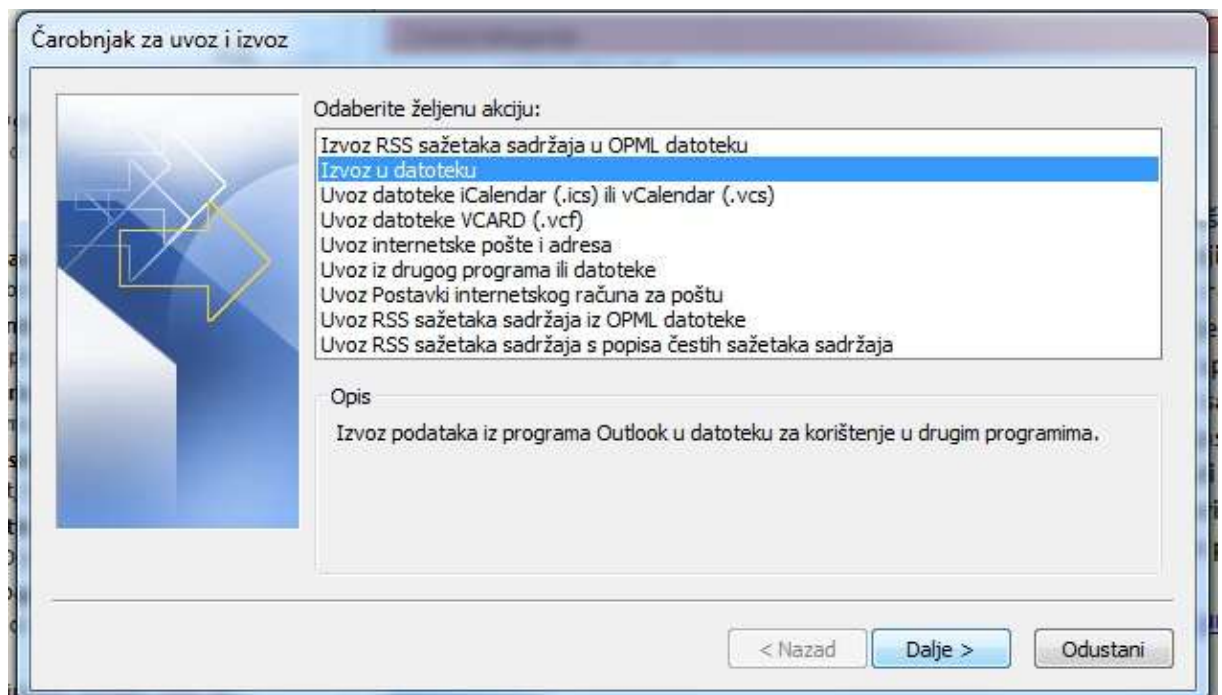 Čarobnjak za uvoz i izvoz
Odaberite željenu akciju:
Izvoz RSS sažetaka sadržaja u OPML datoteku
Izvoz u datoteku
Uvoz datoteke iCalendar (.ics) ili vCalendar (.vcs)
Uvoz datoteke VCARD (.vcf)
Uvoz internetske pošte i adresa
Uvoz iz drugog programa ili datoteke
Uvoz Postavki internetskog računa za poštu
Uvoz RSS sažetaka sadržaja iz OPML datoteke
Uvoz RSS sažetaka sadržaja s popisa čestih sažetaka sadržaja
Opis
Izvoz podataka iz programa Outlook u datoteku za korištenje u drugim programima.
< Nazad Dalje > Odustani